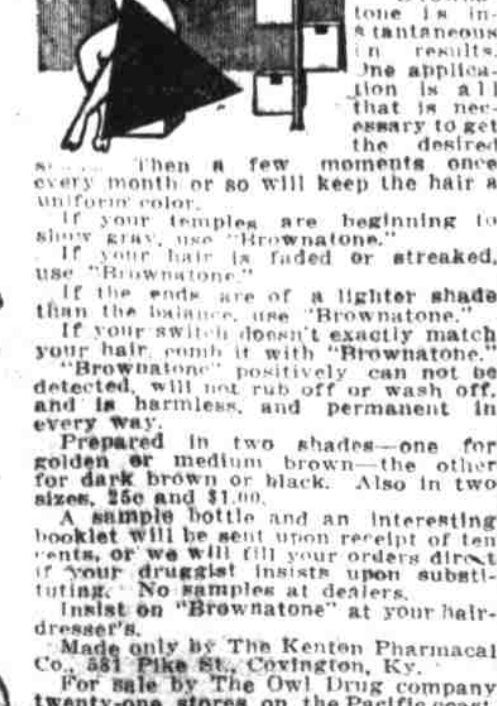 tone is in-
stantaneous
in results.
One applica-
tion is all
that is nec-
essary to get
the desired
Then a few moments once
every month or so will keep the hair a
uniform color.
If your temples are beginning to
show gray, use "Brownatone."
If your hair is faded or streaked,
use "Brownatone."
If the ends are of a lighter shade
than the balance, use "Brownatone."
If your switch doesn't exactly match
your hair, comb it with "Brownatone."
"Brownatone" positively can not be
detected, will not rub off or wash off,
and is harmless, and permanent in
every way.
Prepared in two shades—one for
golden or medium brown—the other
for dark brown or black. Also in two
sizes, 25c and $1.00.
A sample bottle and an interesting
booklet will be sent upon receipt of ten
cents, or we will fill your orders direct
if your druggist insists upon substi-
tuting. No samples at dealers.
Insist on "Brownatone" at your hair-
dresser's.
Made only by The Kenton Pharmacal
Co., 581 Pike St., Covington, Ky.
For sale by The Owl Drug company
twenty-one stores on the Pacific coast.